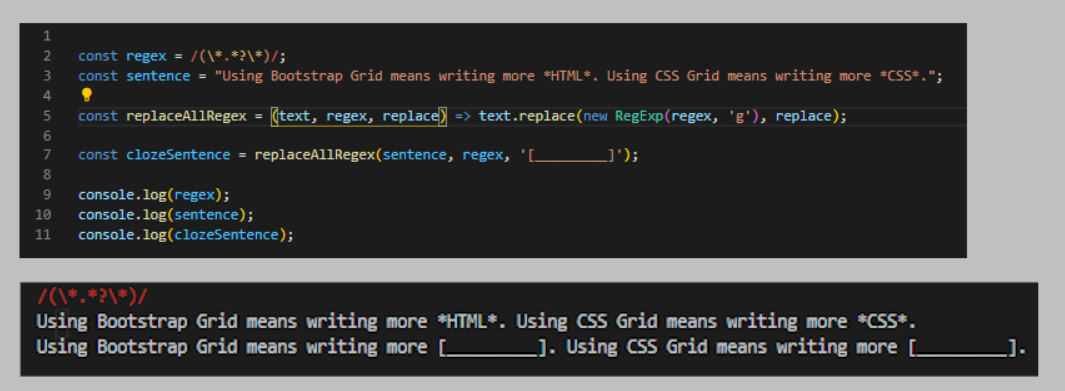 1
2 const regex = /(\*.*?\*)/;
3 const sentence = "Using Bootstrap Grid means writing more *HTML*. Using CSS Grid means writing more *CSS*.";
4
5 const replaceAllRegex = (text, regex, replace) => text.replace(new RegExp(regex, 'g'), replace);
6
7 const clozeSentence = replaceAllRegex(sentence, regex, '[_________]');
8
9 console.log(regex);
10 console.log(sentence);
11 console.log(clozeSentence);
/(\*.*?\*)/
Using Bootstrap Grid means writing more *HTML*. Using CSS Grid means writing more *CSS*.
Using Bootstrap Grid means writing more [_________]. Using CSS Grid means writing more [_________].